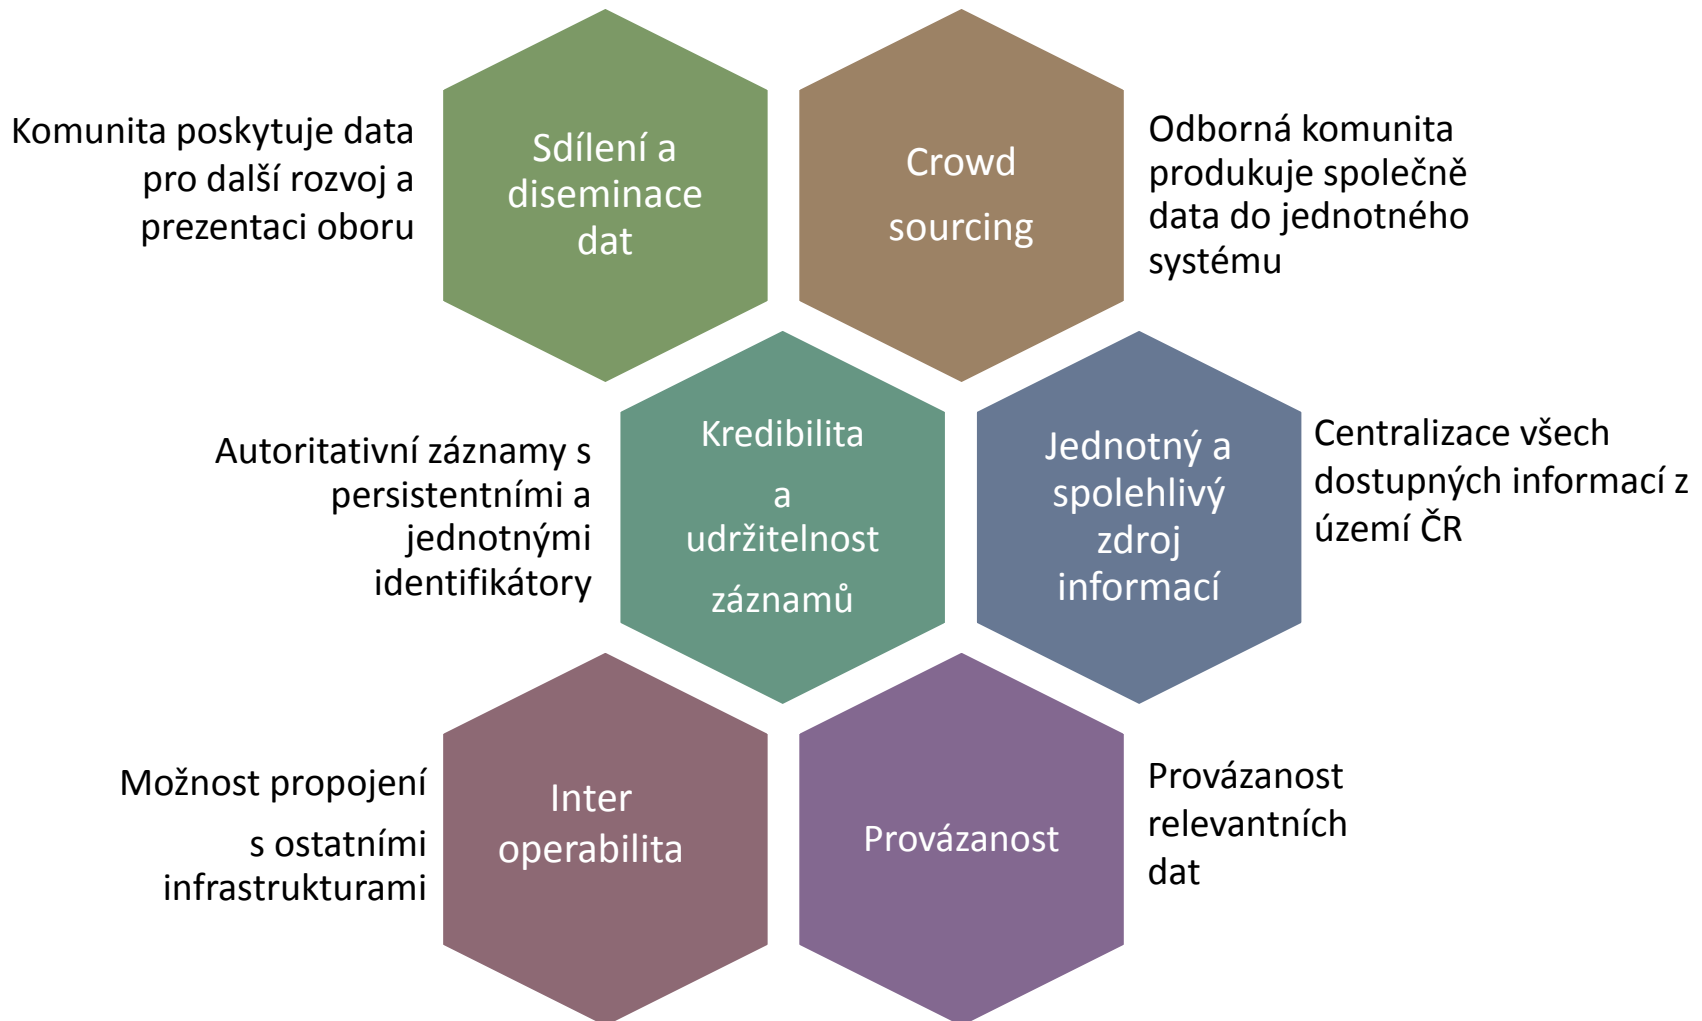 Komunita poskytuje data
pro další rozvoj a
prezentaci oboru
Sdílení a
diseminace
dat
Crowd
sourcing
Odborná komunita
produkuje společně
data do jednotného
systému
Autoritativní záznamy s
persistentními a
jednotnými
identifikátory
Kredibilita
a
udržitelnost
záznamů
Jednotný a
spolehlivý
zdroj
informací
Centralizace všech
dostupných informací z
území ČR
Možnost propojení
s ostatními
infrastrukturami
Inter
operabilita
Provázanost
Provázanost
relevantních
dat